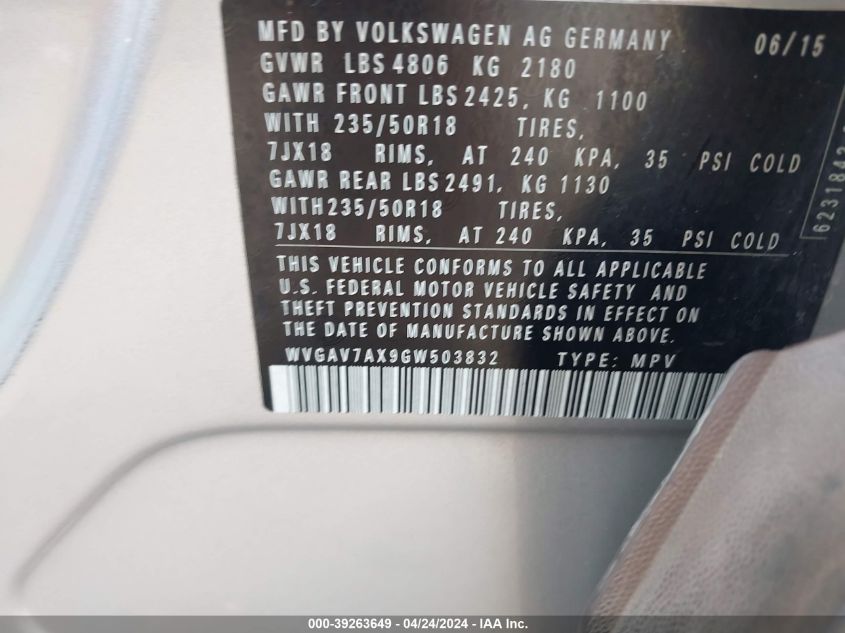 MFD BY VOLKSWAGEN AG GERMANY 06/15
GVWR LBS 4806 KG 2180
GAWR FRONT LBS 2425, KG 1100
WITH 235/50R18 TIRES,
7JX18 RIMS, AT 240 KPA, 35 PSI COLD
GAWR REAR LBS 2491, KG 1130
WITH 235/50R18 TIRES,
7JX18 RIMS, AT 240 KPA, 35 PSI COLD
THIS VEHICLE CONFORMS TO ALL APPLICABLE
U.S. FEDERAL MOTOR VEHICLE SAFETY AND
THEFT PREVENTION STANDARDS IN EFFECT ON
THE DATE OF MANUFACTURE SHOWN ABOVE.
WVGAV7AX9GW503832 TYPE: MPV
000-39263649 - 04/24/2024 - IAA Inc.